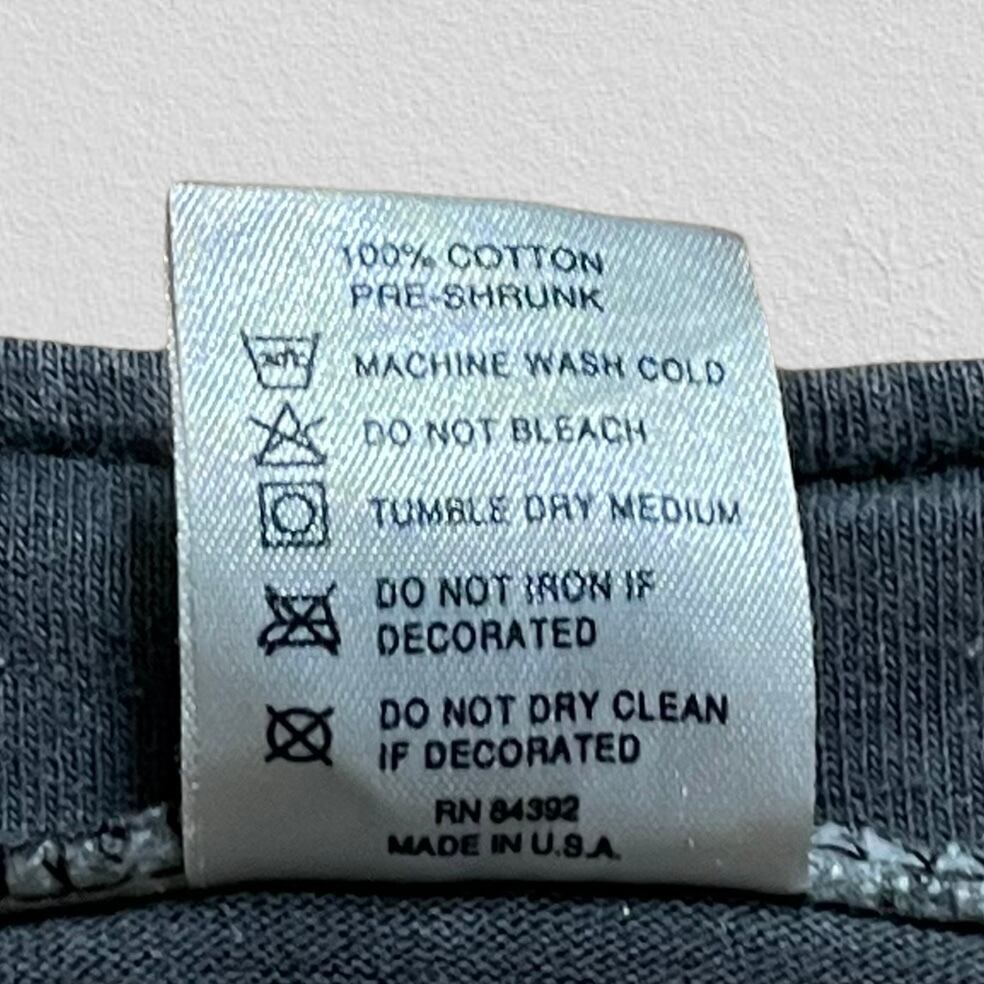 100% COTTON
PRE-SHRUNK
MACHINE WASH COLD
DO NOT BLEACH
TUMBLE DRY MEDIUM
DO NOT IRON IF
DECORATED
DO NOT DRY CLEAN
IF DECORATED
RN 84392
MADE IN U.S.A.